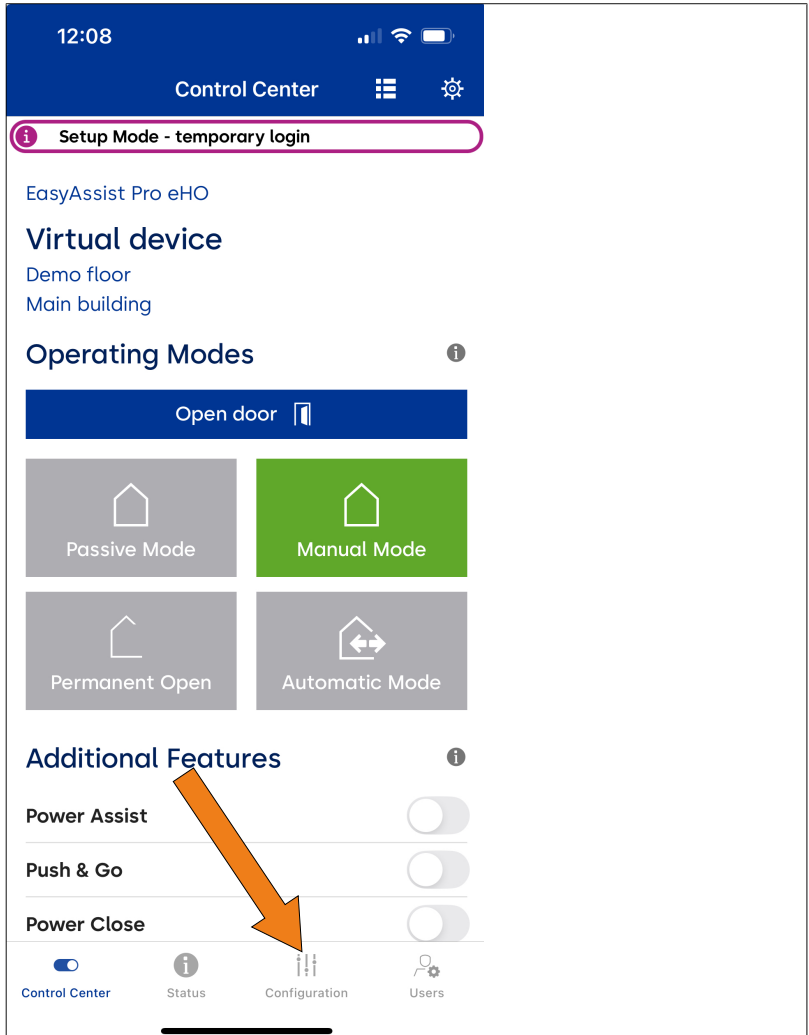 12:08
Control Center
Setup Mode - temporary login
EasyAssist Pro eHO
Virtual device
Demo floor
Main building
Operating Modes
Open door
Passive Mode Manual Mode
Permanent Open Automatic Mode
Additional Features
Power Assist
Push & Go
Power Close
Control Center Status Configuration Users